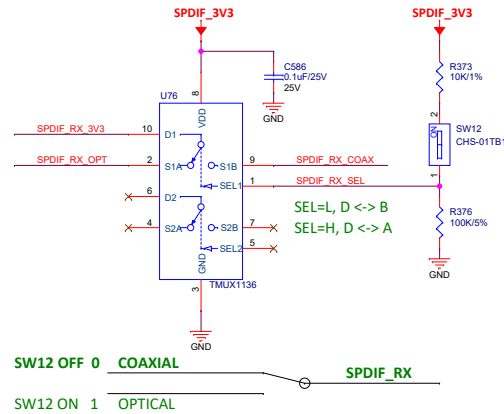 SPDIF_3V3
SPDIF_3V3
C586
0.1uF/25V
25V
GND
R373
10K/1%
U76
8
VDD
2
ON
SW12
CHS-01TB1
1
SPDIF_RX_3V3
10
D1
SPDIF_RX_OPT
2
S1A
S1B
9
SPDIF_RX_COAX
SEL1
1
SPDIF_RX_SEL
6
D2
4
S2A
S2B
7
SEL2
5
SEL=L, D <-> B
SEL=H, D <-> A
R376
100K/5%
GND
GND
3
TMUX1136
GND
SW12 OFF 0 COAXIAL
SPDIF_RX
SW12 ON 1 OPTICAL